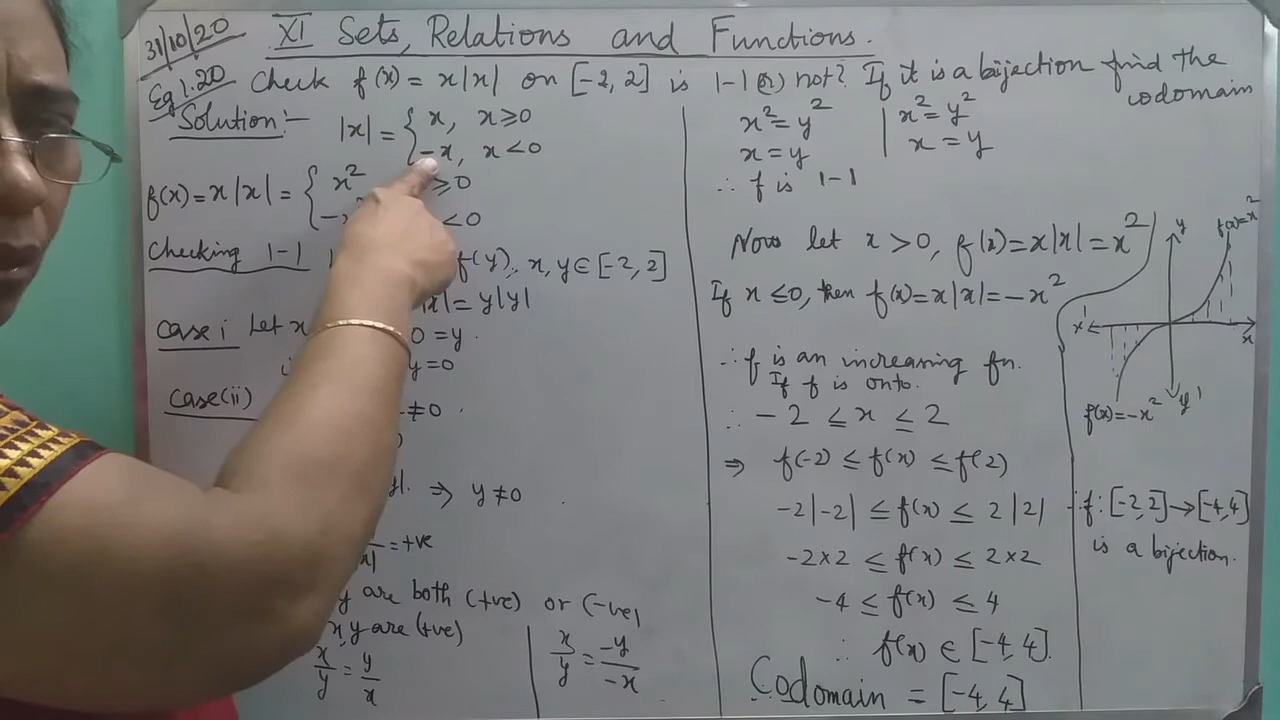 31/10/20
XI Sets, Relations and Functions.
Eg 1.20 Check f(x) = x|x| on [-2, 2] is 1-1 (or) not? If it is a bijection find the
codomain
Solution:-
|x| = { x, x ≥ 0
-x, x < 0
f(x) = x|x| = { x² ≥0
<0
Checking 1-1 f(y), x, y ∈ [-2, 2]
|x| = y|y|
Case i Let x 0 = y.
y = 0
Case (ii) ≠0.
⇒ y ≠ 0
= +ve
y are both (+ve) or (-ve)
x, y are (+ve)
x/y = y/x
x/y = -y/-x
x² = y²
x = y
∴ f is 1-1
x² = y²
x = y
Now let x > 0, f(x) = x|x| = x²
If x ≤ 0, then f(x) = x|x| = -x²
∴ f is an increasing fn.
If f is onto.
∴ -2 ≤ x ≤ 2
⇒ f(-2) ≤ f(x) ≤ f(2)
-2|-2| ≤ f(x) ≤ 2|2|
-2×2 ≤ f(x) ≤ 2×2
-4 ≤ f(x) ≤ 4
∴ f(x) ∈ [-4, 4].
Codomain = [-4, 4]
y
f(x) = x²
x'
x
y'
f(x) = -x²
∴ f: [-2, 2] → [-4, 4]
is a bijection.